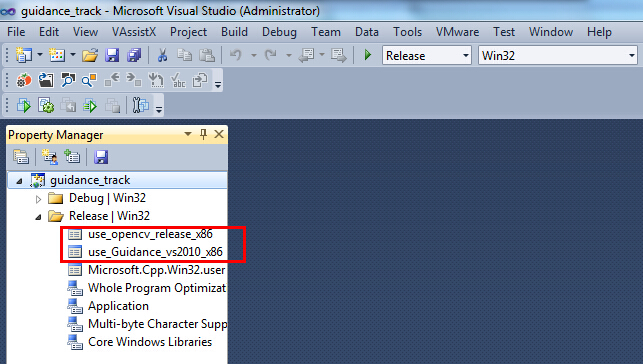 guidance_track - Microsoft Visual Studio (Administrator)
File Edit View VAssistX Project Build Debug Team Data Tools VMware Test Window Help
Release Win32
abc
Property Manager
guidance_track
Debug | Win32
Release | Win32
use_opencv_release_x86
use_Guidance_vs2010_x86
Microsoft.Cpp.Win32.user
Whole Program Optimizat
Application
Multi-byte Character Supp
Core Windows Libraries